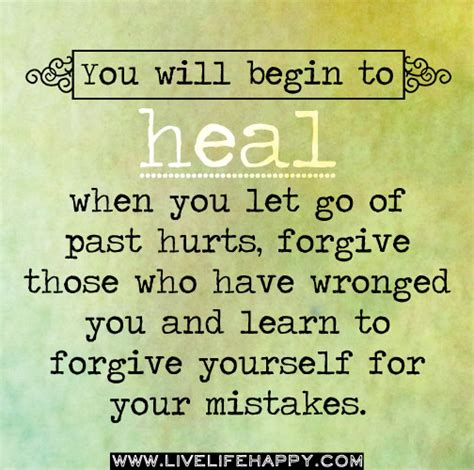 You will begin to
heal
when you let go of
past hurts, forgive
those who have wronged
you and learn to
forgive yourself for
your mistakes.
WWW.LIVELIFEHAPPY.COM